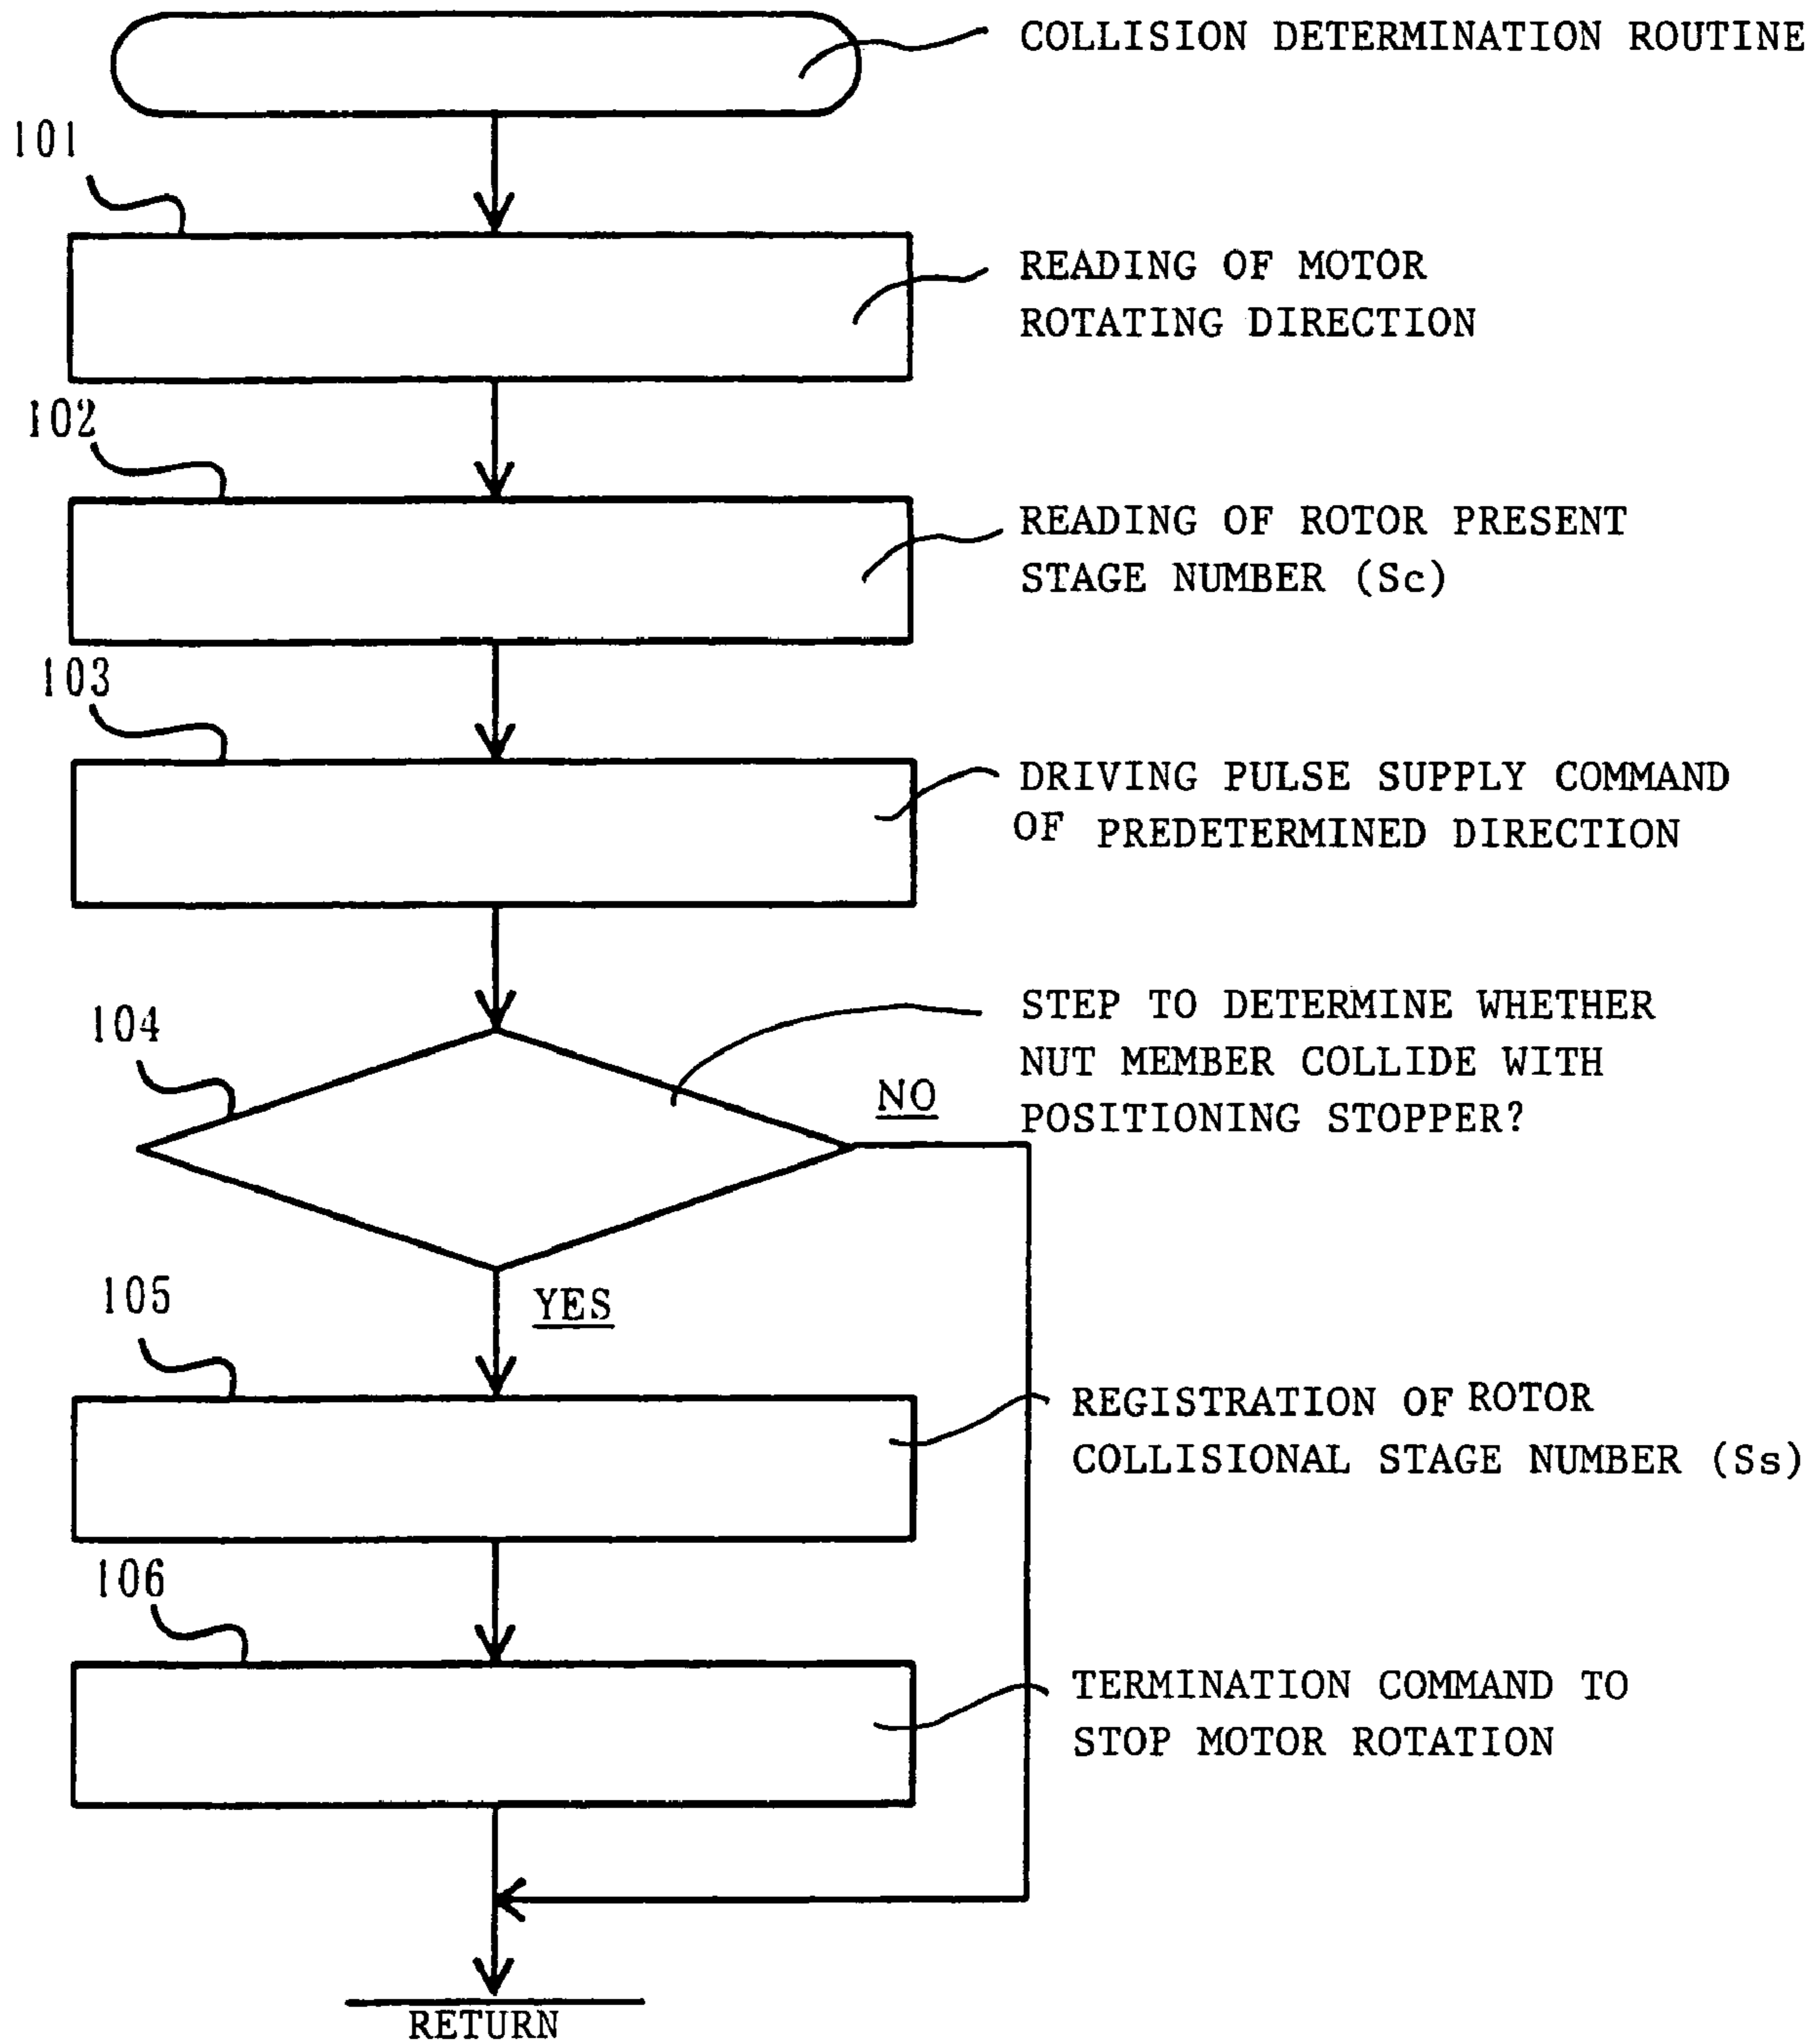 COLLISION DETERMINATION ROUTINE
101
READING OF MOTOR
ROTATING DIRECTION
102
READING OF ROTOR PRESENT
STAGE NUMBER (Sc)
103
DRIVING PULSE SUPPLY COMMAND
OF PREDETERMINED DIRECTION
104
STEP TO DETERMINE WHETHER
NUT MEMBER COLLIDE WITH
POSITIONING STOPPER?
NO
YES
105
REGISTRATION OF ROTOR
COLLISIONAL STAGE NUMBER (Ss)
106
TERMINATION COMMAND TO
STOP MOTOR ROTATION
RETURN